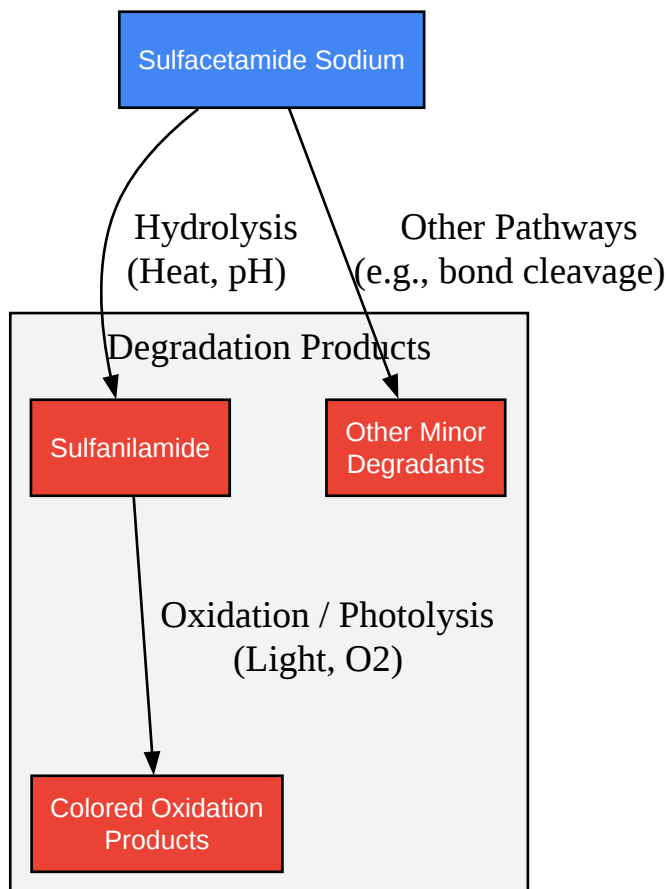 Sulfacetamide Sodium
Hydrolysis
(Heat, pH)
Other Pathways
(e.g., bond cleavage)
Degradation Products
Sulfanilamide
Other Minor
Degradants
Oxidation / Photolysis
(Light, O2)
Colored Oxidation
Products